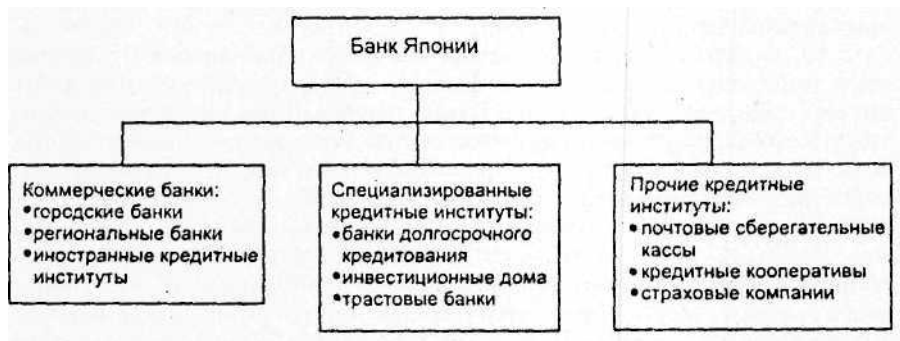 Банк Японии
Коммерческие банки:
•городские банки
•региональные банки
•иностранные кредитные
институты
Специализированные
кредитные институты:
•банки долгосрочного
кредитования
•инвестиционные дома
•трастовые банки
Прочие кредитные
институты:
•почтовые сберегательные
кассы
•кредитные кооперативы
•страховые компании